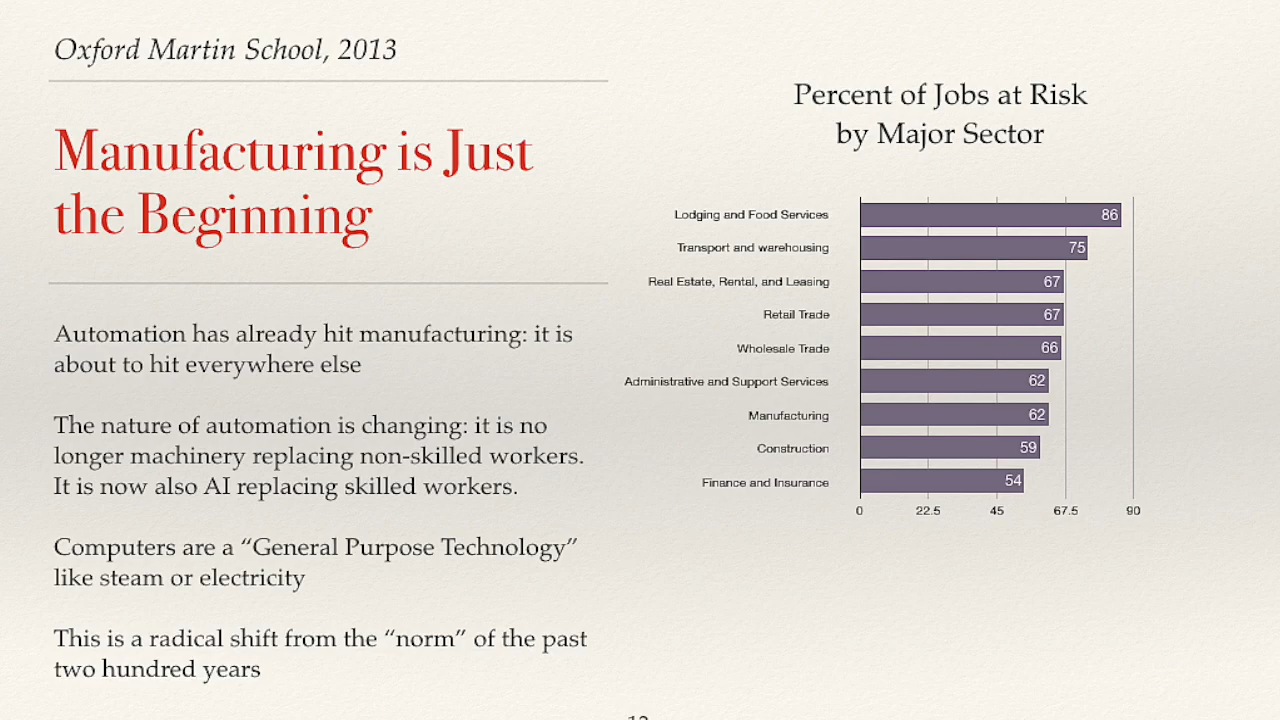 Oxford Martin School, 2013
Manufacturing is Just
the Beginning
Automation has already hit manufacturing: it is
about to hit everywhere else
The nature of automation is changing: it is no
longer machinery replacing non-skilled workers.
It is now also AI replacing skilled workers.
Computers are a “General Purpose Technology”
like steam or electricity
This is a radical shift from the “norm” of the past
two hundred years
Percent of Jobs at Risk
by Major Sector
Lodging and Food Services 86
Transport and warehousing 75
Real Estate, Rental, and Leasing 67
Retail Trade 67
Wholesale Trade 66
Administrative and Support Services 62
Manufacturing 62
Construction 59
Finance and Insurance 54
0 22.5 45 67.5 90